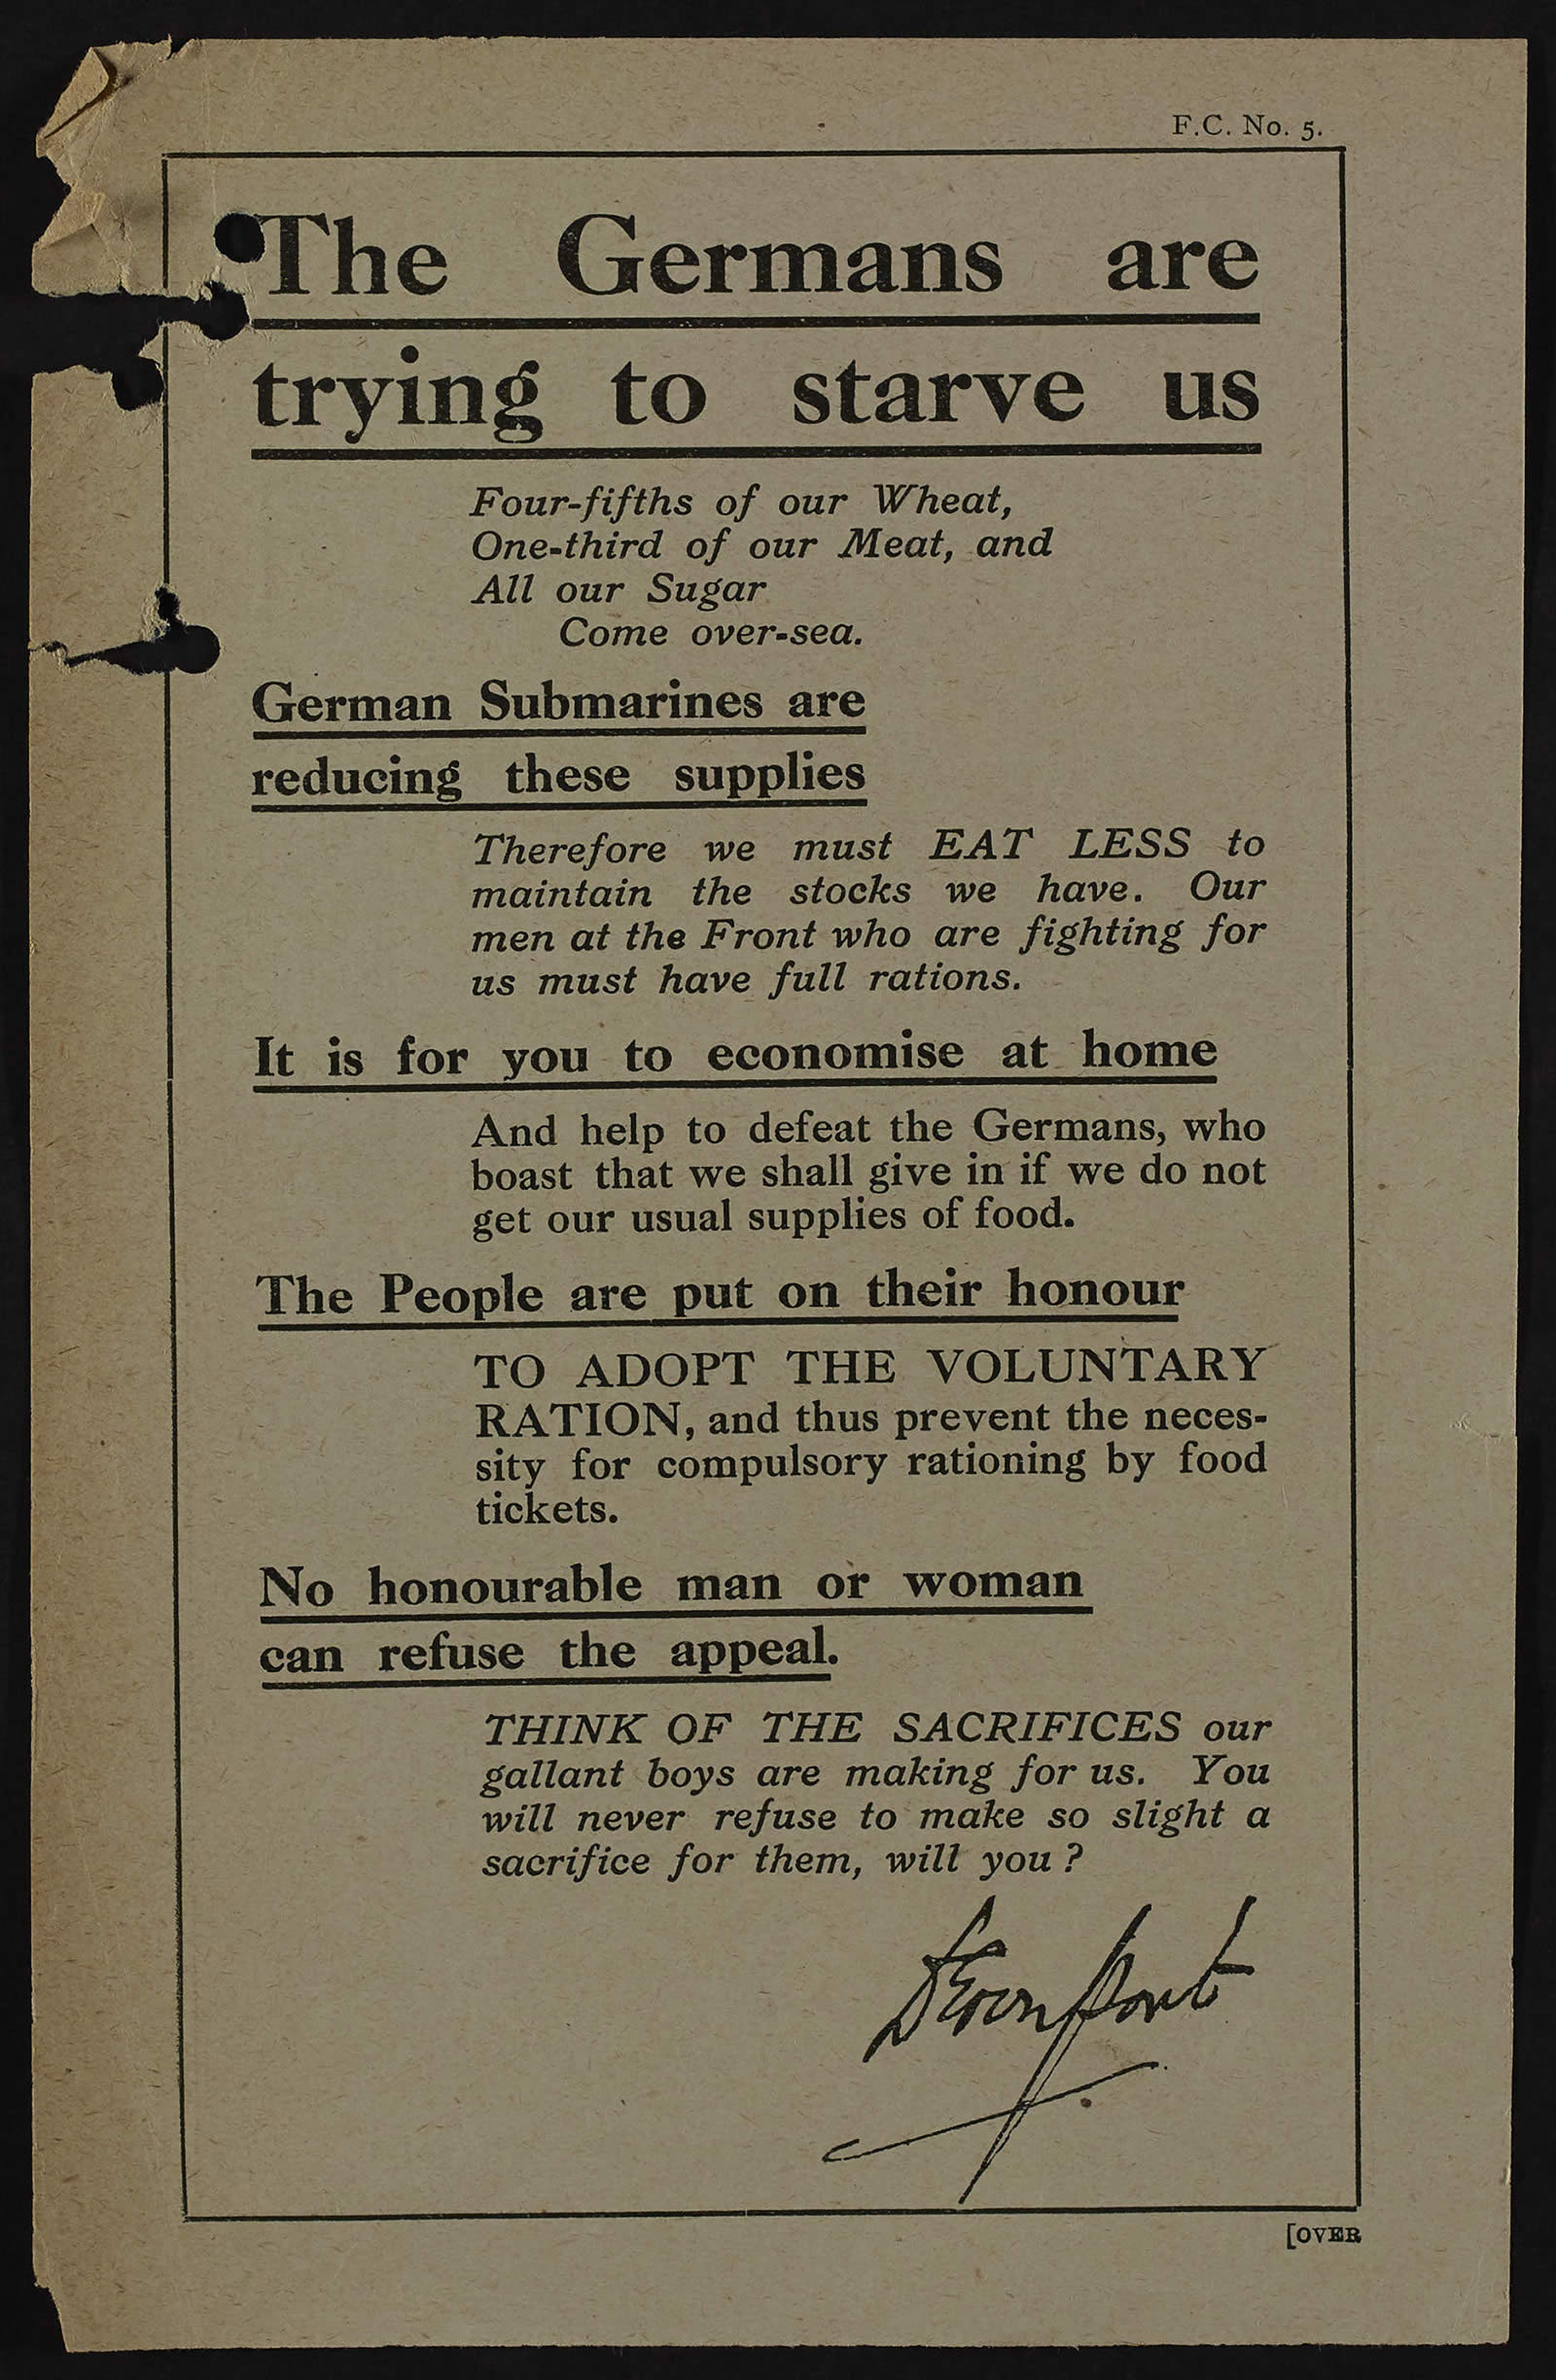 F.C. No. 5.
The Germans are
trying to starve us
Four-fifths of our Wheat,
One-third of our Meat, and
All our Sugar
Come over-sea.
German Submarines are
reducing these supplies
Therefore we must EAT LESS to
maintain the stocks we have. Our
men at the Front who are fighting for
us must have full rations.
It is for you to economise at home
And help to defeat the Germans, who
boast that we shall give in if we do not
get our usual supplies of food.
The People are put on their honour
TO ADOPT THE VOLUNTARY
RATION, and thus prevent the neces-
sity for compulsory rationing by food
tickets.
No honourable man or woman
can refuse the appeal.
THINK OF THE SACRIFICES our
gallant boys are making for us. You
will never refuse to make so slight a
sacrifice for them, will you ?
Devonport
[OVER